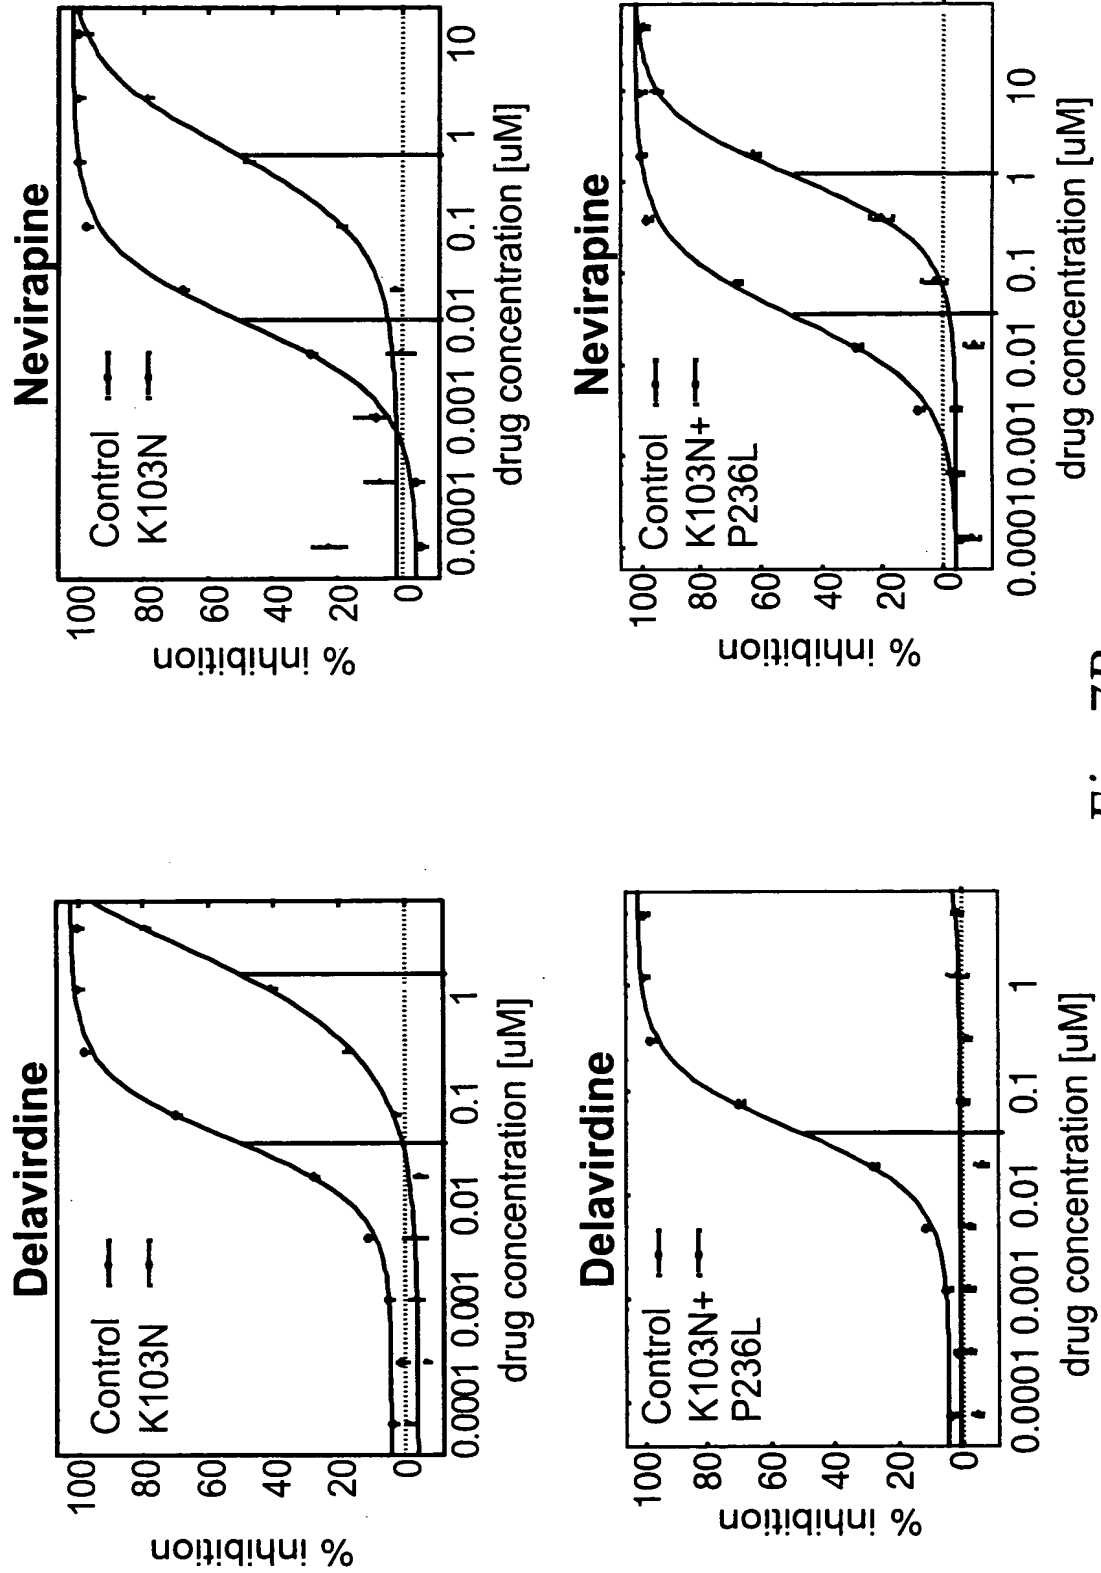 Delavirdine
% inhibition
100
80
60
40
20
0
Control
K103N
0.0001 0.001 0.01 0.1 1
drug concentration [uM]
Nevirapine
% inhibition
100
80
60
40
20
0
Control
K103N
0.0001 0.001 0.01 0.1 1 10
drug concentration [uM]
Delavirdine
% inhibition
100
80
60
40
20
0
Control
K103N+
P236L
0.0001 0.001 0.01 0.1 1
drug concentration [uM]
Nevirapine
% inhibition
100
80
60
40
20
0
Control
K103N+
P236L
0.0001 0.001 0.01 0.1 1 10
drug concentration [uM]